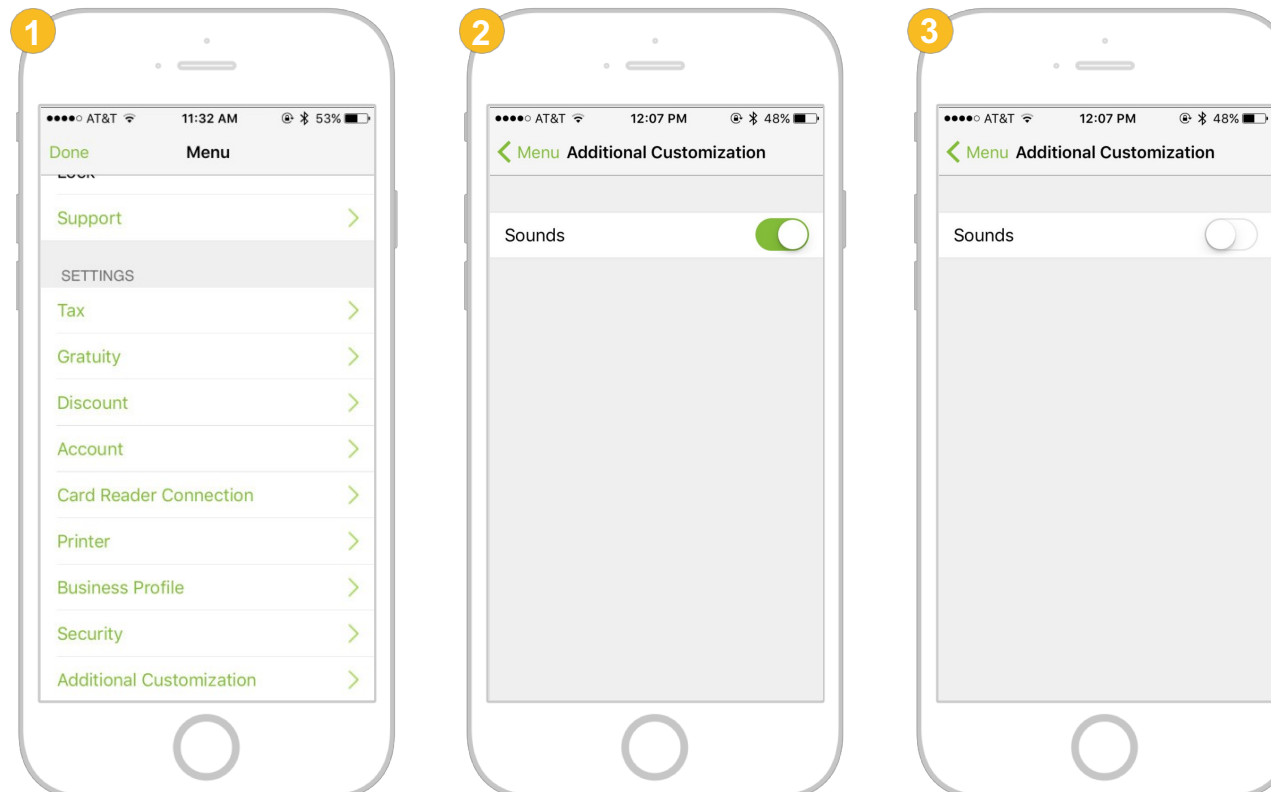 1
AT&T 11:32 AM 53%
Done Menu
Lock
Support
SETTINGS
Tax
Gratuity
Discount
Account
Card Reader Connection
Printer
Business Profile
Security
Additional Customization
2
AT&T 12:07 PM 48%
Menu Additional Customization
Sounds
3
AT&T 12:07 PM 48%
Menu Additional Customization
Sounds